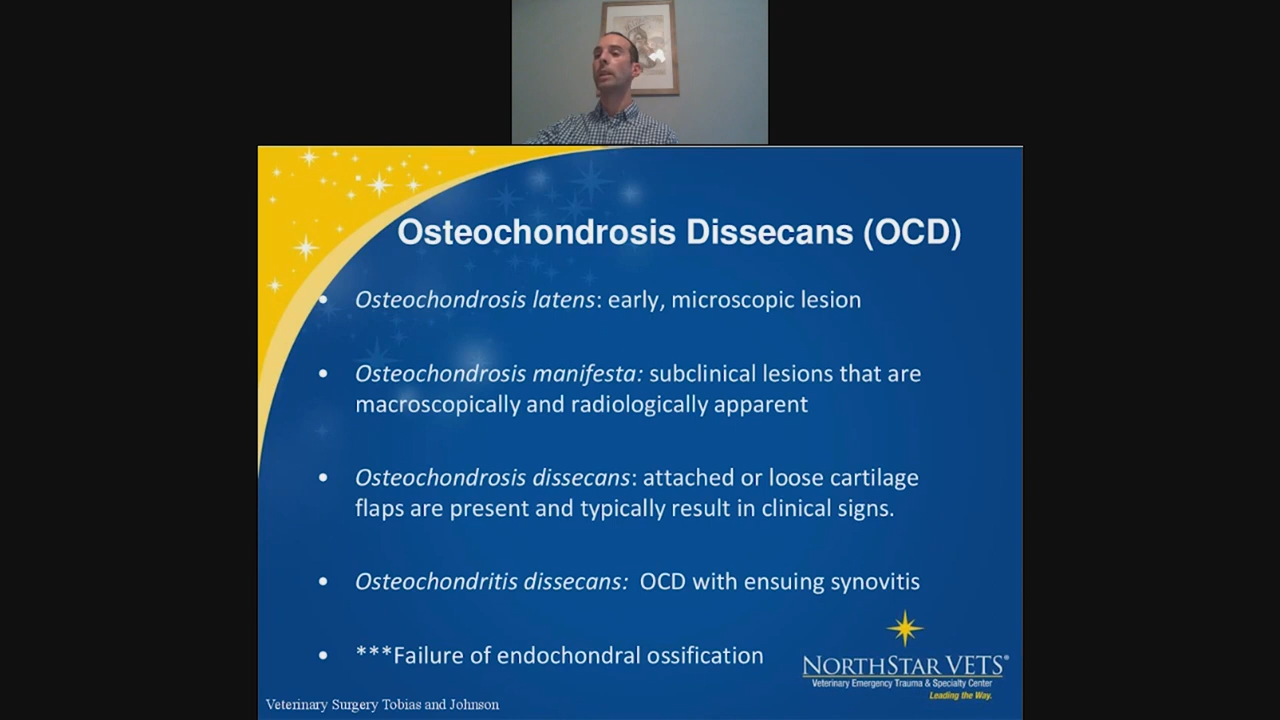 Osteochondrosis Dissecans (OCD)
• Osteochondrosis latens: early, microscopic lesion
• Osteochondrosis manifesta: subclinical lesions that are
macroscopically and radiologically apparent
• Osteochondrosis dissecans: attached or loose cartilage
flaps are present and typically result in clinical signs.
• Osteochondritis dissecans: OCD with ensuing synovitis
• ***Failure of endochondral ossification
NORTHSTAR VETS®
Veterinary Emergency Trauma & Specialty Center
Leading the Way.
Veterinary Surgery Tobias and Johnson